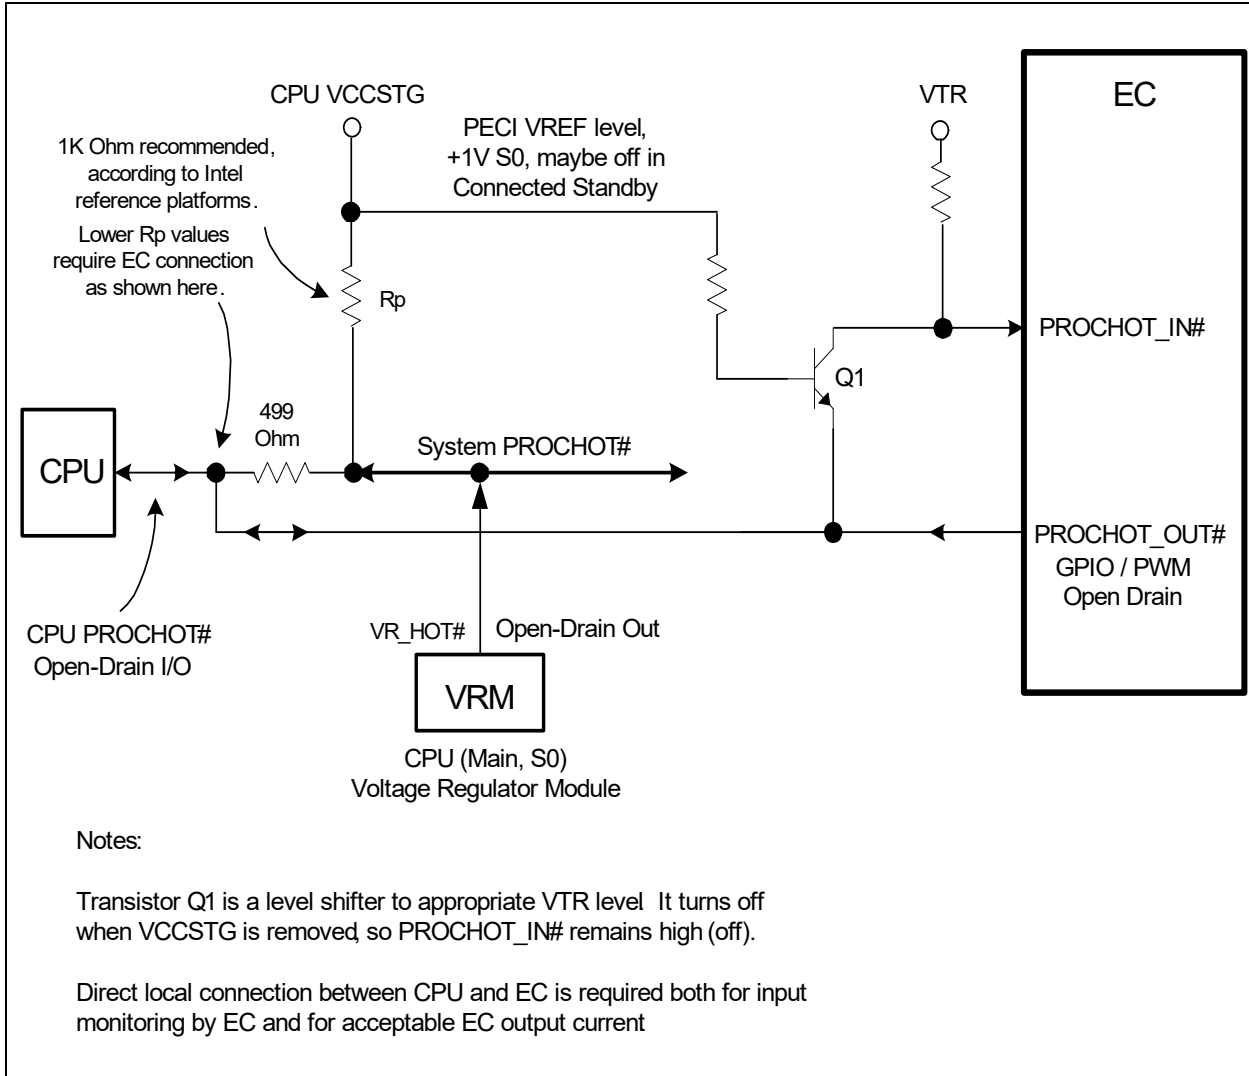 CPU VCCSTG
VTR
EC
1K Ohm recommended,
according to Intel
reference platforms.
Lower Rp values
require EC connection
as shown here.
PECI VREF level,
+1V S0, maybe off in
Connected Standby
Rp
Q1
PROCHOT_IN#
499
Ohm
System PROCHOT#
CPU
PROCHOT_OUT#
GPIO / PWM
Open Drain
CPU PROCHOT#
Open-Drain I/O
VR_HOT#
Open-Drain Out
VRM
CPU (Main, S0)
Voltage Regulator Module
Notes:
Transistor Q1 is a level shifter to appropriate VTR level. It turns off
when VCCSTG is removed, so PROCHOT_IN# remains high (off).
Direct local connection between CPU and EC is required both for input
monitoring by EC and for acceptable EC output current